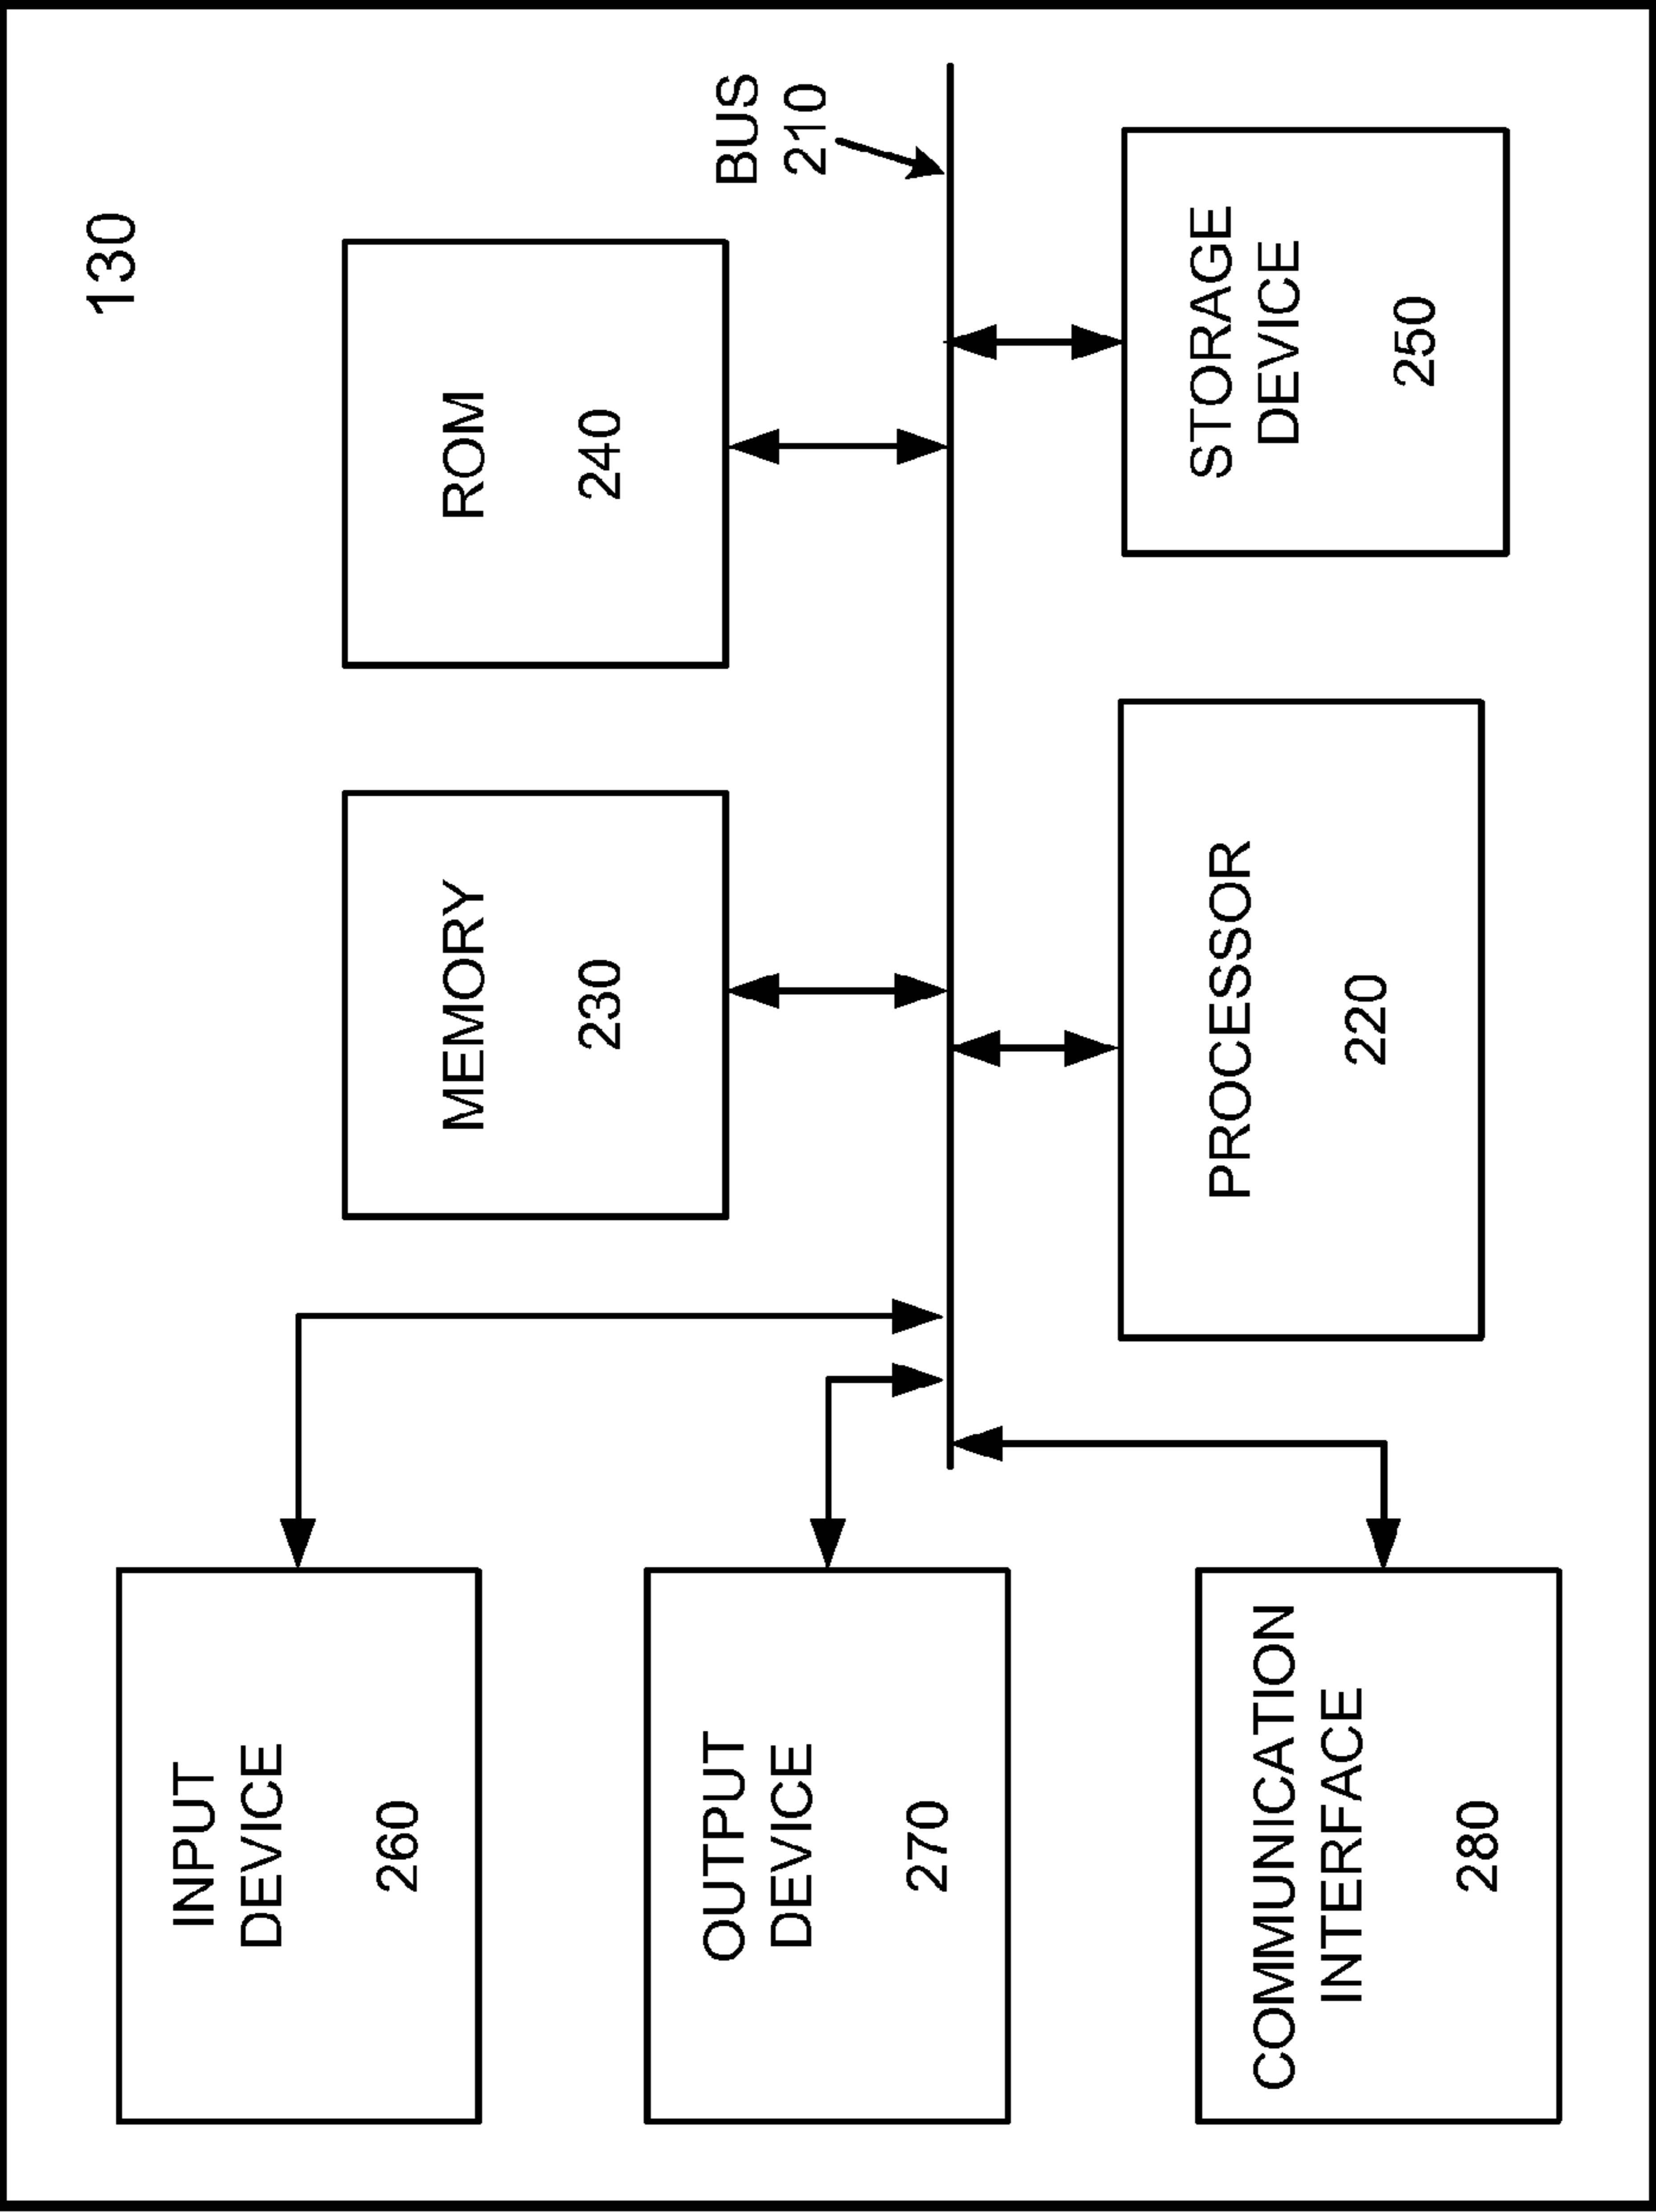 130
INPUT
DEVICE
260
MEMORY
230
ROM
240
BUS
210
OUTPUT
DEVICE
270
PROCESSOR
220
STORAGE
DEVICE
250
COMMUNICATION
INTERFACE
280